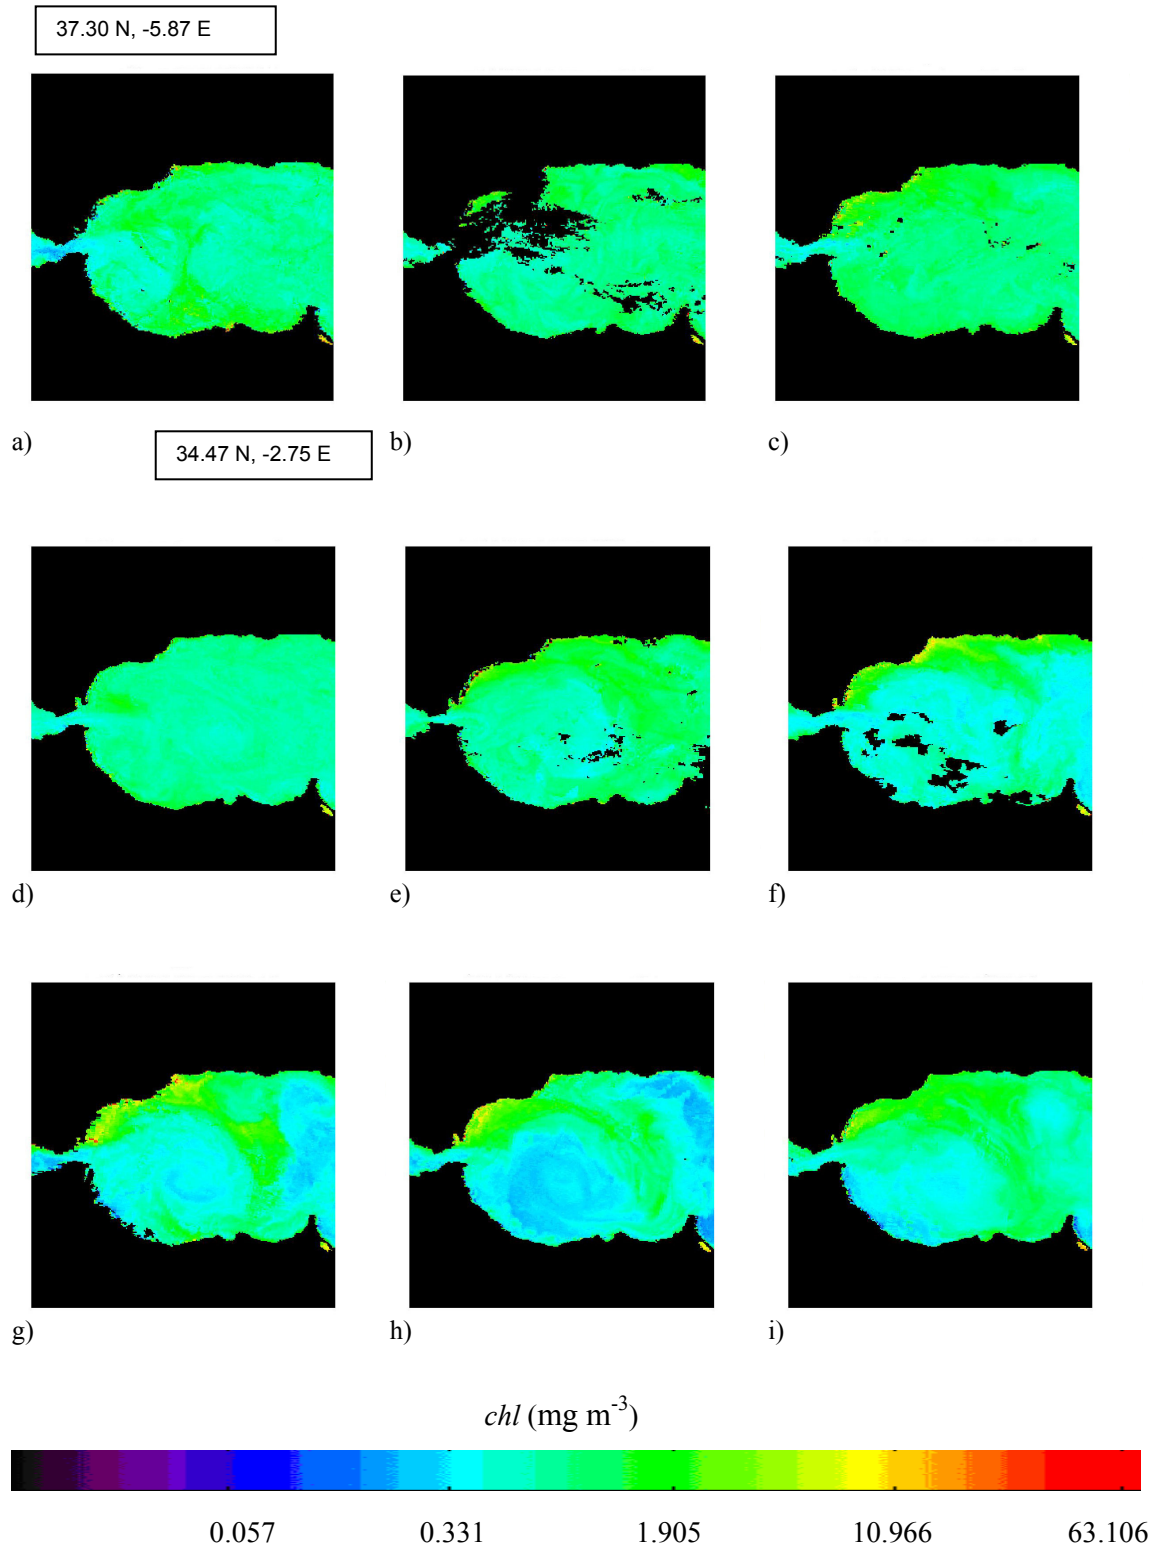 37.30 N, -5.87 E
a)
b)
c)
34.47 N, -2.75 E
d)
e)
f)
g)
h)
i)
chl (mg m-3)
0.057 0.331 1.905 10.966 63.106